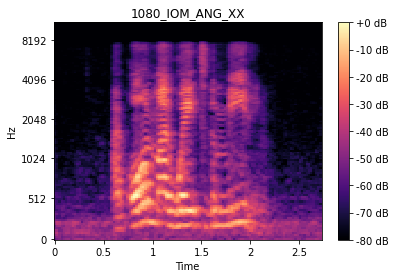 1080_IOM_ANG_XX
Hz
8192
4096
2048
1024
512
0
0 0.5 1 1.5 2 2.5
Time
+0 dB
-10 dB
-20 dB
-30 dB
-40 dB
-50 dB
-60 dB
-70 dB
-80 dB